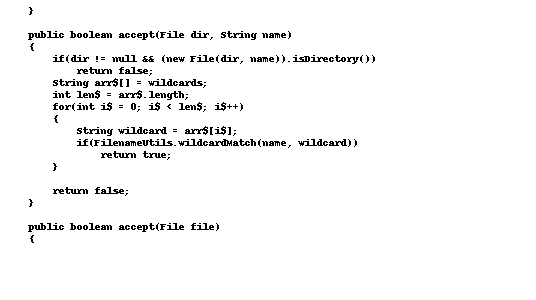 }

public boolean accept(File dir, String name)
{
    if(dir != null && (new File(dir, name)).isDirectory())
        return false;
    String arr$[] = wildcards;
    int len$ = arr$.length;
    for(int i$ = 0; i$ < len$; i$++)
    {
        String wildcard = arr$[i$];
        if(FilenameUtils.wildcardMatch(name, wildcard))
            return true;
    }

    return false;
}

public boolean accept(File file)
{